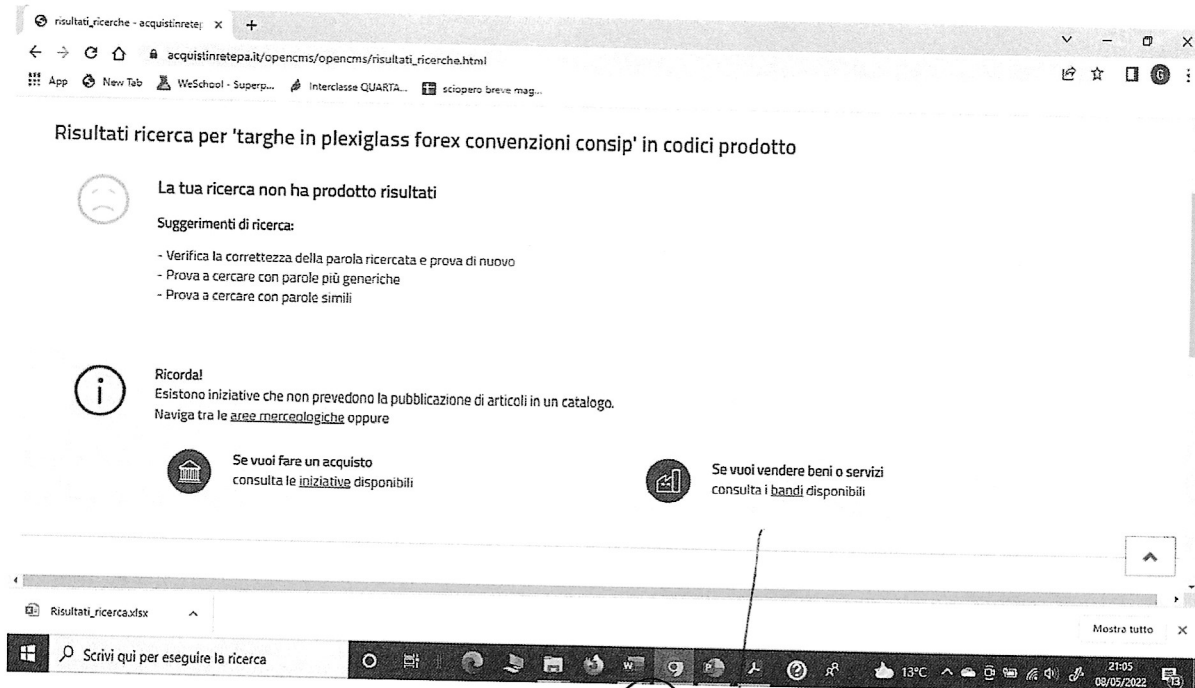 risultati_ricerche - acquistinretep x +
acquistinretepa.it/opencms/opencms/risultati_ricerche.html
App New Tab WeSchool - Superp... Interclasse QUARTA... sciopero breve mag...
G
Risultati ricerca per 'targhe in plexiglass forex convenzioni consip' in codici prodotto
La tua ricerca non ha prodotto risultati
Suggerimenti di ricerca:
- Verifica la correttezza della parola ricercata e prova di nuovo
- Prova a cercare con parole più generiche
- Prova a cercare con parole simili
Ricorda!
Esistono iniziative che non prevedono la pubblicazione di articoli in un catalogo.
Naviga tra le aree merceologiche oppure
Se vuoi fare un acquisto
consulta le iniziative disponibili
Se vuoi vendere beni o servizi
consulta i bandi disponibili
Risultati_ricerca.xlsx
Mostra tutto
Scrivi qui per eseguire la ricerca
13°C
21:05
08/05/2022